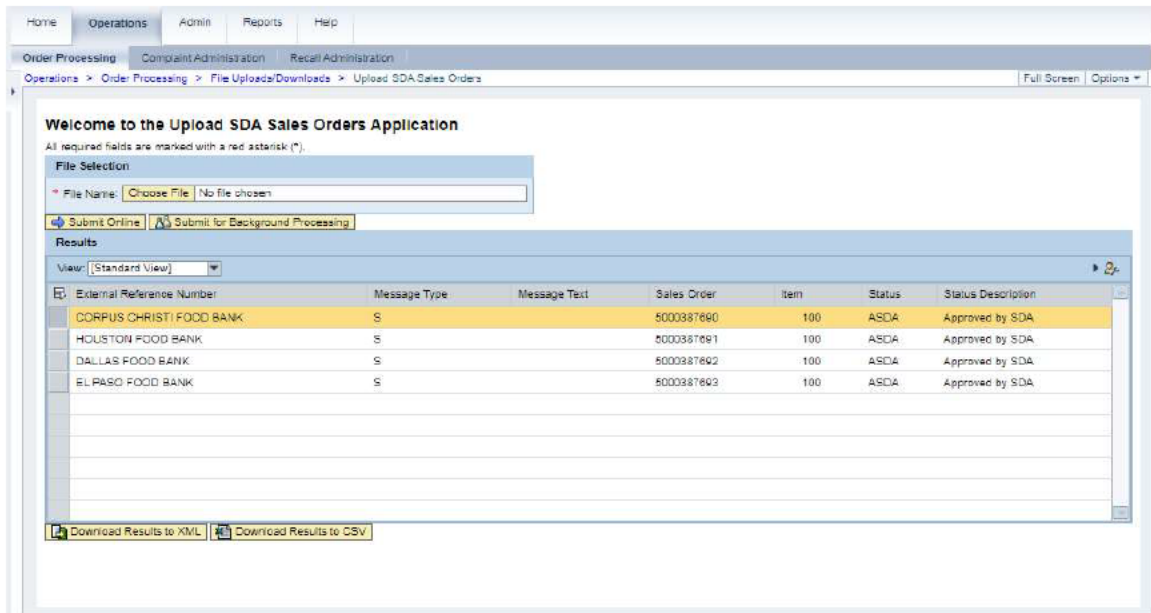 Home Operations Admin Reports Help
Order Processing Complaint Administration Recall Administration
Operations > Order Processing > File Uploads/Downloads > Upload SDA Sales Orders Full Screen Options
Welcome to the Upload SDA Sales Orders Application
All required fields are marked with a red asterisk (*).
File Selection
* File Name: Choose File No file chosen
Submit Online Submit for Background Processing
Results
View: [Standard View]
External Reference Number Message Type Message Text Sales Order Item Status Status Description
CORPUS CHRISTI FOOD BANK S 5000387690 100 ASDA Approved by SDA
HOUSTON FOOD BANK S 5000387691 100 ASDA Approved by SDA
DALLAS FOOD BANK S 5000387692 100 ASDA Approved by SDA
EL PASO FOOD BANK S 5000387693 100 ASDA Approved by SDA
Download Results to XML Download Results to CSV